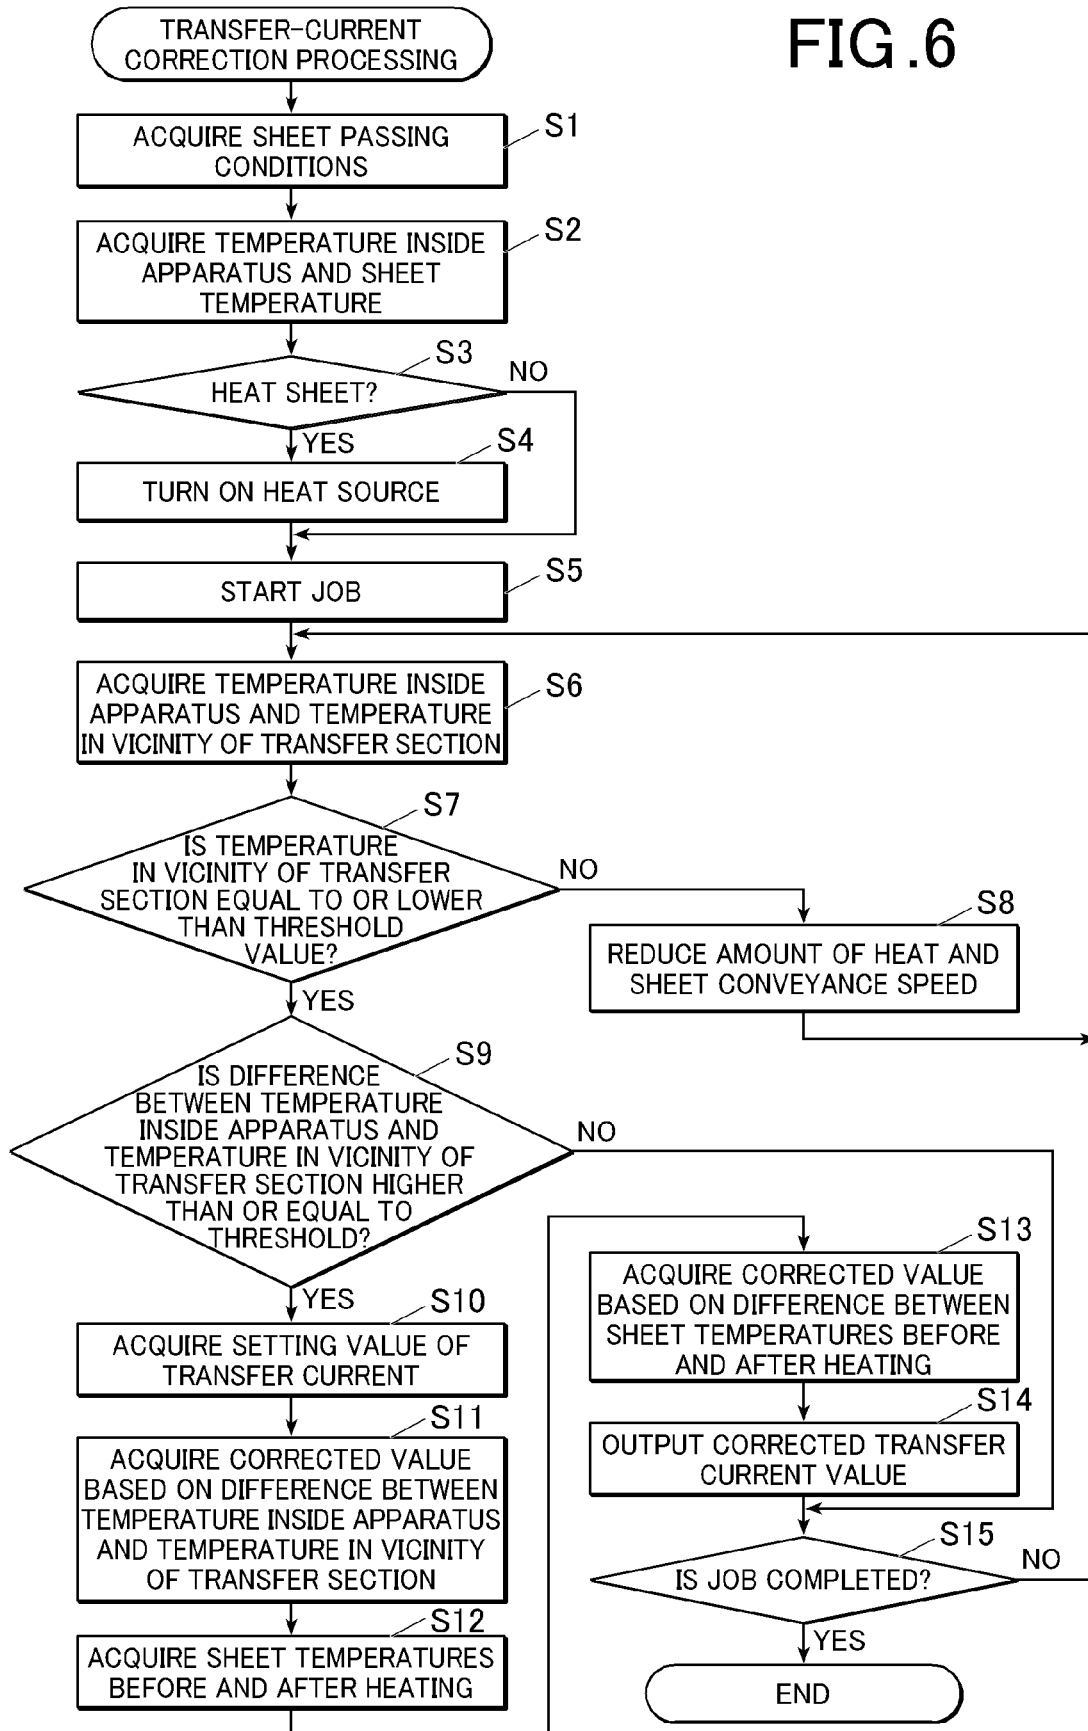 FIG.6
TRANSFER-CURRENT
CORRECTION PROCESSING
S1
ACQUIRE SHEET PASSING
CONDITIONS
S2
ACQUIRE TEMPERATURE INSIDE
APPARATUS AND SHEET
TEMPERATURE
S3
HEAT SHEET?
NO
YES
S4
TURN ON HEAT SOURCE
S5
START JOB
S6
ACQUIRE TEMPERATURE INSIDE
APPARATUS AND TEMPERATURE
IN VICINITY OF TRANSFER SECTION
S7
IS TEMPERATURE
IN VICINITY OF TRANSFER
SECTION EQUAL TO OR LOWER
THAN THRESHOLD
VALUE?
NO
YES
S8
REDUCE AMOUNT OF HEAT AND
SHEET CONVEYANCE SPEED
S9
IS DIFFERENCE
BETWEEN TEMPERATURE
INSIDE APPARATUS AND
TEMPERATURE IN VICINITY OF
TRANSFER SECTION HIGHER
THAN OR EQUAL TO
THRESHOLD?
NO
YES
S10
ACQUIRE SETTING VALUE OF
TRANSFER CURRENT
S11
ACQUIRE CORRECTED VALUE
BASED ON DIFFERENCE BETWEEN
TEMPERATURE INSIDE APPARATUS
AND TEMPERATURE IN VICINITY
OF TRANSFER SECTION
S12
ACQUIRE SHEET TEMPERATURES
BEFORE AND AFTER HEATING
S13
ACQUIRE CORRECTED VALUE
BASED ON DIFFERENCE BETWEEN
SHEET TEMPERATURES BEFORE
AND AFTER HEATING
S14
OUTPUT CORRECTED TRANSFER
CURRENT VALUE
S15
IS JOB COMPLETED?
NO
YES
END